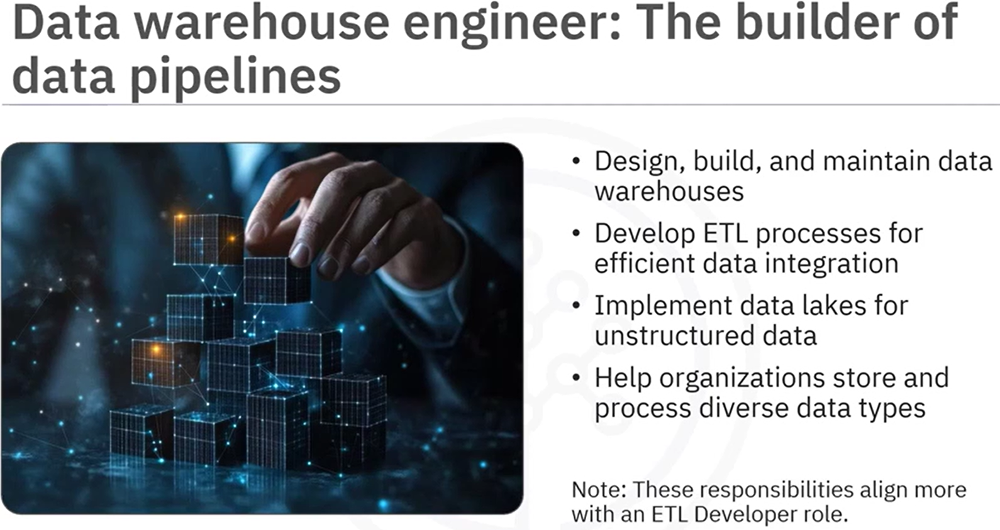 Data warehouse engineer: The builder of
data pipelines
• Design, build, and maintain data
warehouses
• Develop ETL processes for
efficient data integration
• Implement data lakes for
unstructured data
• Help organizations store and
process diverse data types
Note: These responsibilities align more
with an ETL Developer role.